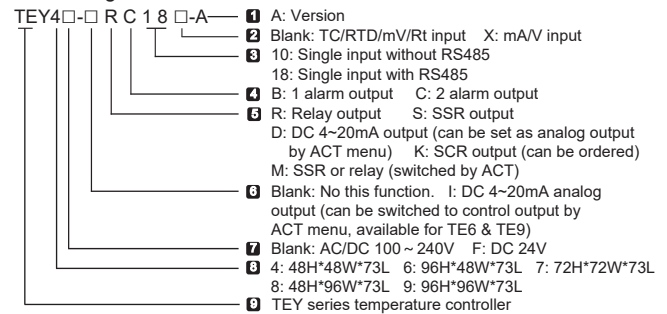 TEY4□-□ R C 1 8 □-A
1 A: Version
2 Blank: TC/RTD/mV/Rt input X: mA/V input
3 10: Single input without RS485
18: Single input with RS485
4 B: 1 alarm output C: 2 alarm output
5 R: Relay output S: SSR output
D: DC 4~20mA output (can be set as analog output
by ACT menu) K: SCR output (can be ordered)
M: SSR or relay (switched by ACT)
6 Blank: No this function. I: DC 4~20mA analog
output (can be switched to control output by
ACT menu, available for TE6 & TE9)
7 Blank: AC/DC 100 ~ 240V F: DC 24V
8 4: 48H*48W*73L 6: 96H*48W*73L 7: 72H*72W*73L
8: 48H*96W*73L 9: 96H*96W*73L
9 TEY series temperature controller